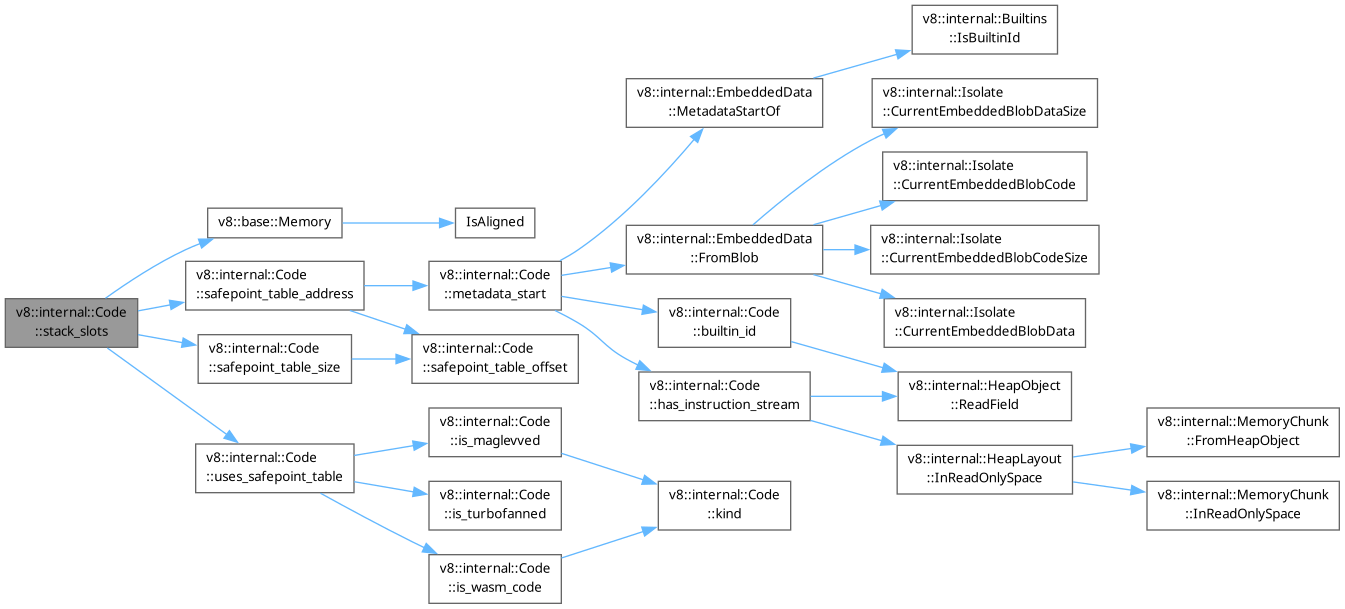 v8::internal::Code
::stack_slots
v8::base::Memory
IsAligned
v8::internal::Code
::safepoint_table_address
v8::internal::Code
::metadata_start
v8::internal::EmbeddedData
::MetadataStartOf
v8::internal::Builtins
::IsBuiltinId
v8::internal::EmbeddedData
::FromBlob
v8::internal::Isolate
::CurrentEmbeddedBlobDataSize
v8::internal::Isolate
::CurrentEmbeddedBlobCode
v8::internal::Isolate
::CurrentEmbeddedBlobCodeSize
v8::internal::Isolate
::CurrentEmbeddedBlobData
v8::internal::Code
::builtin_id
v8::internal::HeapObject
::ReadField
v8::internal::Code
::has_instruction_stream
v8::internal::HeapLayout
::InReadOnlySpace
v8::internal::MemoryChunk
::FromHeapObject
v8::internal::MemoryChunk
::InReadOnlySpace
v8::internal::Code
::safepoint_table_size
v8::internal::Code
::safepoint_table_offset
v8::internal::Code
::uses_safepoint_table
v8::internal::Code
::is_maglevved
v8::internal::Code
::is_turbofanned
v8::internal::Code
::is_wasm_code
v8::internal::Code
::kind